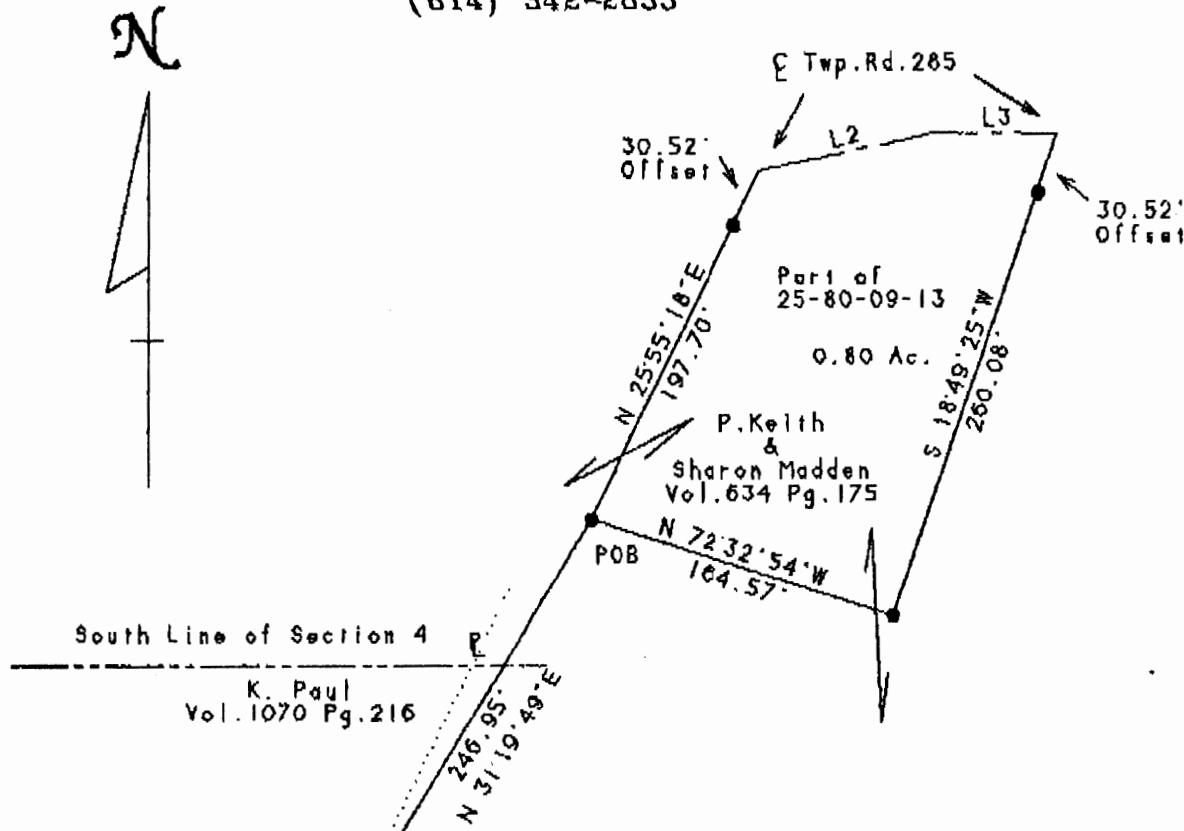 (614)
N
℄ Twp.Rd.285
L3
L2
30.52'
Offset
30.52'
Offset
Part of
25-80-09-13
0.80 Ac.
N 25°55'18"E
197.70'
S 18°49'25"W
260.08'
P.Keith
&
Sharon Madden
Vol.634 Pg.175
N 72°32'54"W
164.57'
POB
South Line of Section 4
PL
K. Paul
Vol.1070 Pg.216
246.95'
N 31°19'49"E